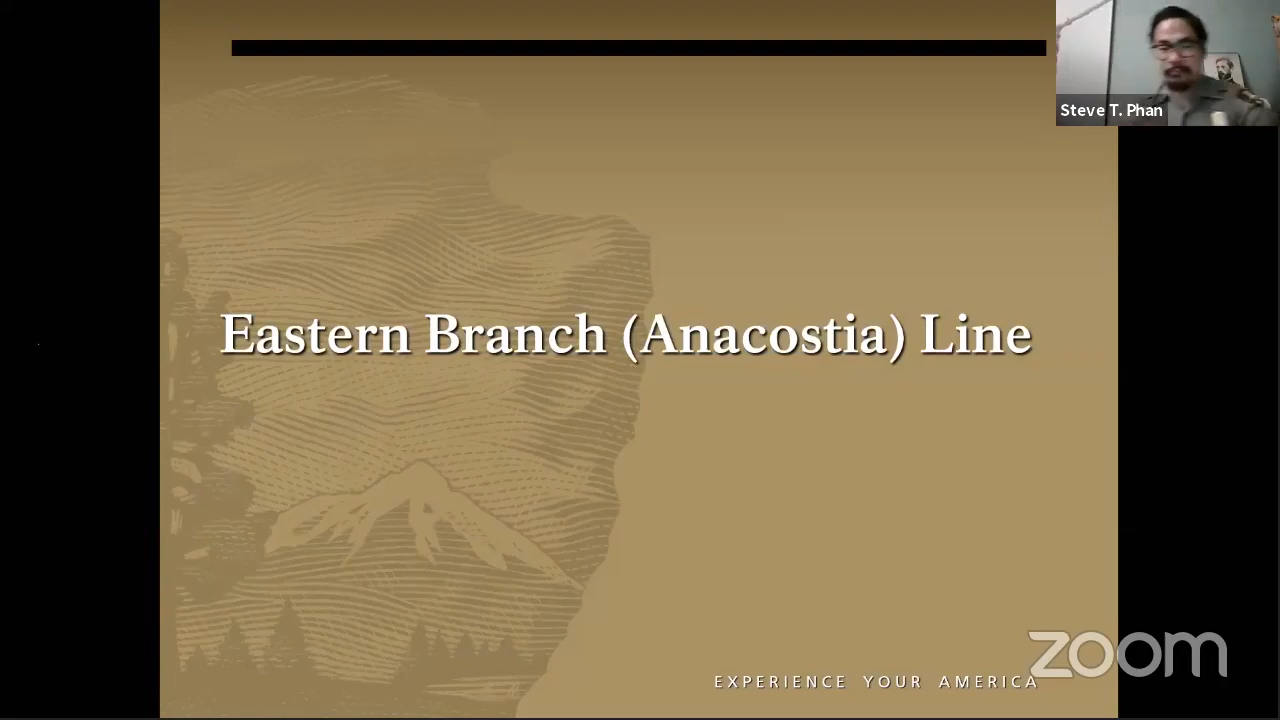 Steve T. Phan
Eastern Branch (Anacostia) Line
EXPERIENCE YOUR AMERICA
zoom